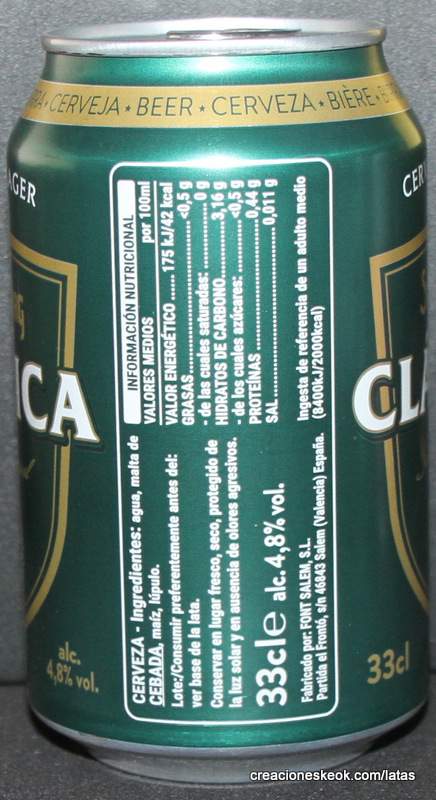 CERVEJA ★ BEER ★ CERVEZA ★ BIÈRE ★
AGER
CER
ICA
CLA
alc.
4,8% vol.
33cl
INFORMACIÓN NUTRICIONAL
VALORES MEDIOS por 100ml
VALOR ENERGÉTICO ...... 175 kJ/42 kcal
GRASAS ...... <0,5 g
- de las cuales saturadas: ...... 0 g
HIDRATOS DE CARBONO ...... 3,16 g
- de los cuales azúcares: ...... <0,5 g
PROTEÍNAS ...... 0,44 g
SAL ...... 0,011 g
Ingesta de referencia de un adulto medio
(8400kJ/2000kcal)
CERVEZA - Ingredientes: agua, malta de
CEBADA, maíz, lúpulo.
Lote:/Consumir preferentemente antes del:
ver base de la lata.
Conservar en lugar fresco, seco, protegido de
la luz solar y en ausencia de olores agresivos.
33cl e alc. 4,8% vol.
Fabricado por: FONT SALEM, S.L.
Partida el Frontó, s/n 46843 Salem (Valencia) España.
creacioneskeok.com/latas